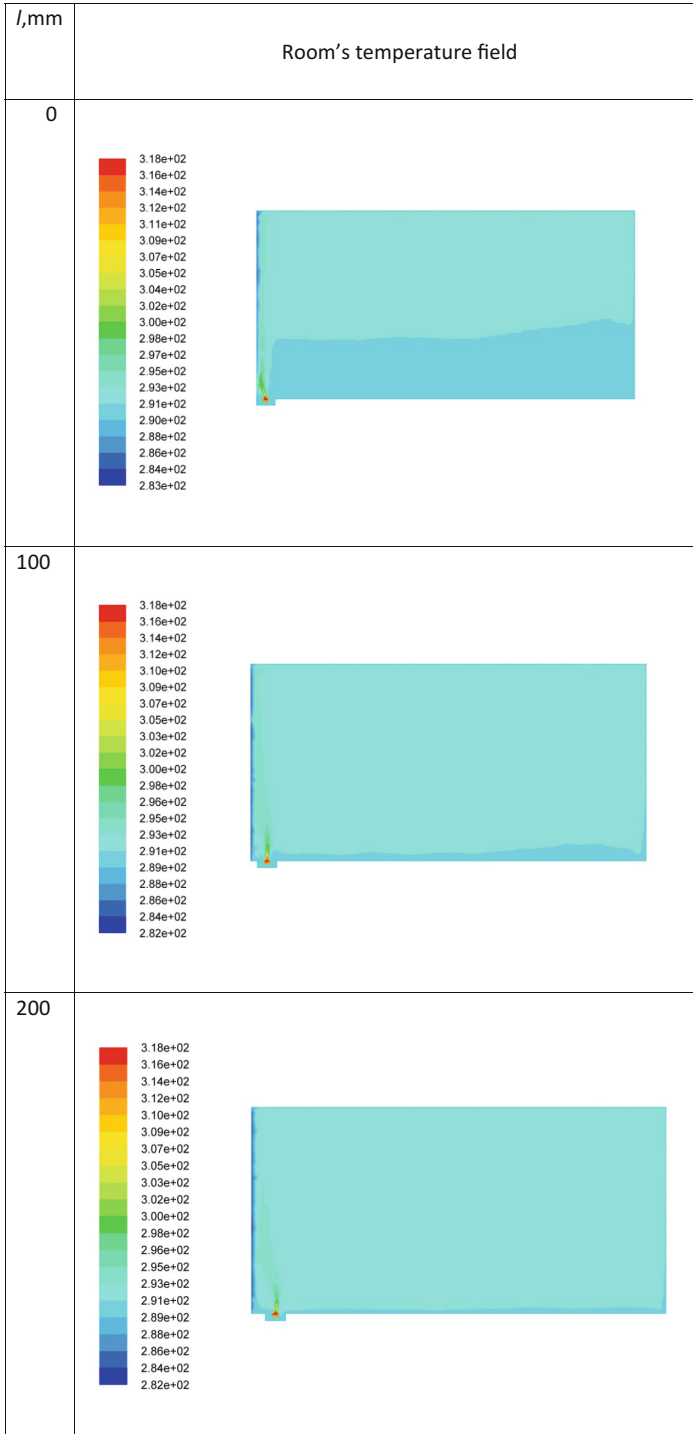 l,mm
Room's temperature field
0
3.18e+02
3.16e+02
3.14e+02
3.12e+02
3.11e+02
3.09e+02
3.07e+02
3.05e+02
3.04e+02
3.02e+02
3.00e+02
2.98e+02
2.97e+02
2.95e+02
2.93e+02
2.91e+02
2.90e+02
2.88e+02
2.86e+02
2.84e+02
2.83e+02
100
3.18e+02
3.16e+02
3.14e+02
3.12e+02
3.10e+02
3.09e+02
3.07e+02
3.05e+02
3.03e+02
3.02e+02
3.00e+02
2.98e+02
2.96e+02
2.95e+02
2.93e+02
2.91e+02
2.89e+02
2.88e+02
2.86e+02
2.84e+02
2.82e+02
200
3.18e+02
3.16e+02
3.14e+02
3.12e+02
3.10e+02
3.09e+02
3.07e+02
3.05e+02
3.03e+02
3.02e+02
3.00e+02
2.98e+02
2.96e+02
2.95e+02
2.93e+02
2.91e+02
2.89e+02
2.88e+02
2.86e+02
2.84e+02
2.82e+02